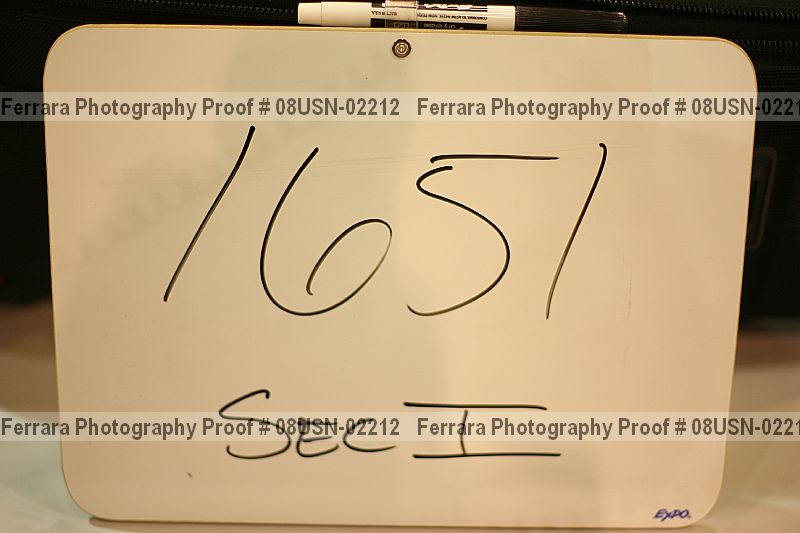 Ferrara Photography Proof # 08USN-02212 Ferrara Photography Proof # 08USN-0221
1651
Ferrara Photography Proof # 08USN-02212 Ferrara Photography Proof # 08USN-0221
SEC I
EXPO